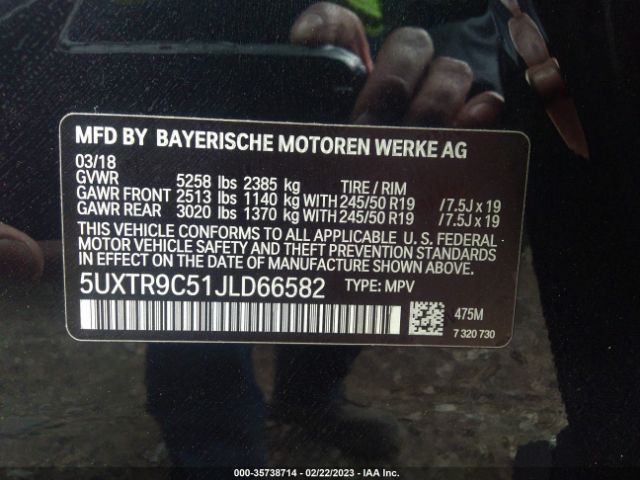 MFD BY BAYERISCHE MOTOREN WERKE AG
03/18
GVWR 5258 lbs 2385 kg TIRE / RIM
GAWR FRONT 2513 lbs 1140 kg WITH 245/50 R19 /7.5J x 19
GAWR REAR 3020 lbs 1370 kg WITH 245/50 R19 /7.5J x 19
THIS VEHICLE CONFORMS TO ALL APPLICABLE U. S. FEDERAL
MOTOR VEHICLE SAFETY AND THEFT PREVENTION STANDARDS
IN EFFECT ON THE DATE OF MANUFACTURE SHOWN ABOVE.
5UXTR9C51JLD66582 TYPE: MPV
475M
7 320 730
000-35738714 - 02/22/2023 - IAA Inc.